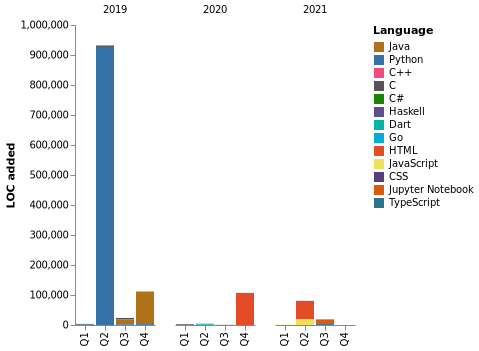 2019 2020 2021
1,000,000
900,000
800,000
700,000
600,000
500,000
400,000
300,000
200,000
100,000
0
LOC added
Q1 Q2 Q3 Q4 Q1 Q2 Q3 Q4 Q1 Q2 Q3 Q4
Language
Java
Python
C++
C
C#
Haskell
Dart
Go
HTML
JavaScript
CSS
Jupyter Notebook
TypeScript